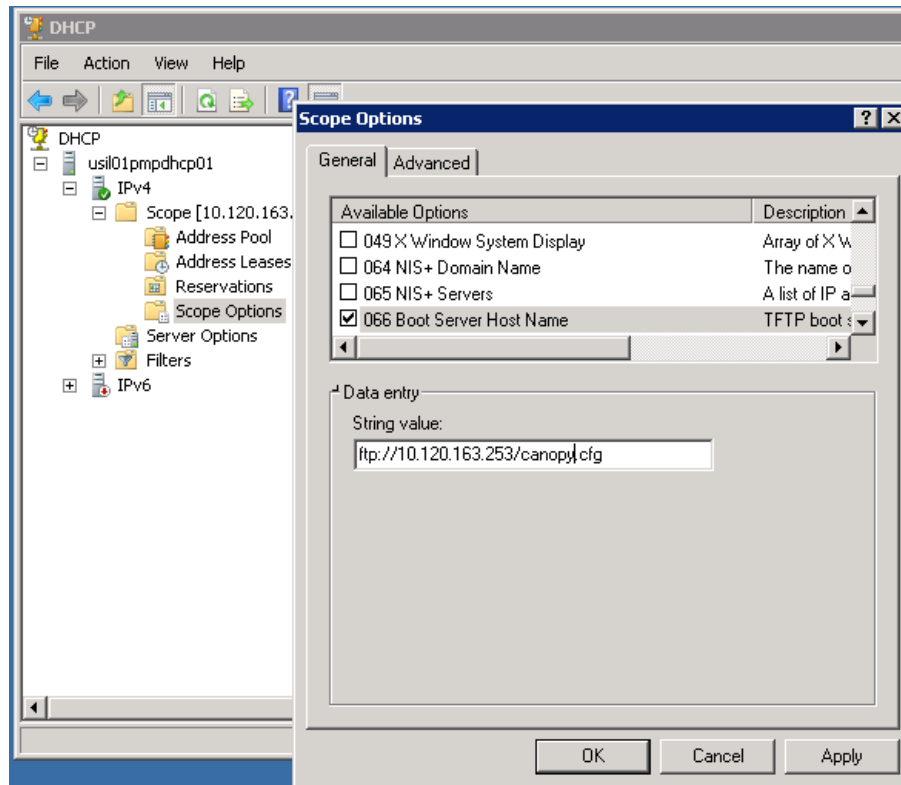 DHCP
File Action View Help
DHCP
usil01pmpdhcp01
IPv4
Scope [10.120.163.
Address Pool
Address Leases
Reservations
Scope Options
Server Options
Filters
IPv6
Scope Options
General Advanced
Available Options Description
049 X Window System Display Array of X W
064 NIS+ Domain Name The name o
065 NIS+ Servers A list of IP a
066 Boot Server Host Name TFTP boot s
Data entry
String value:
ftp://10.120.163.253/canopy.cfg
OK Cancel Apply